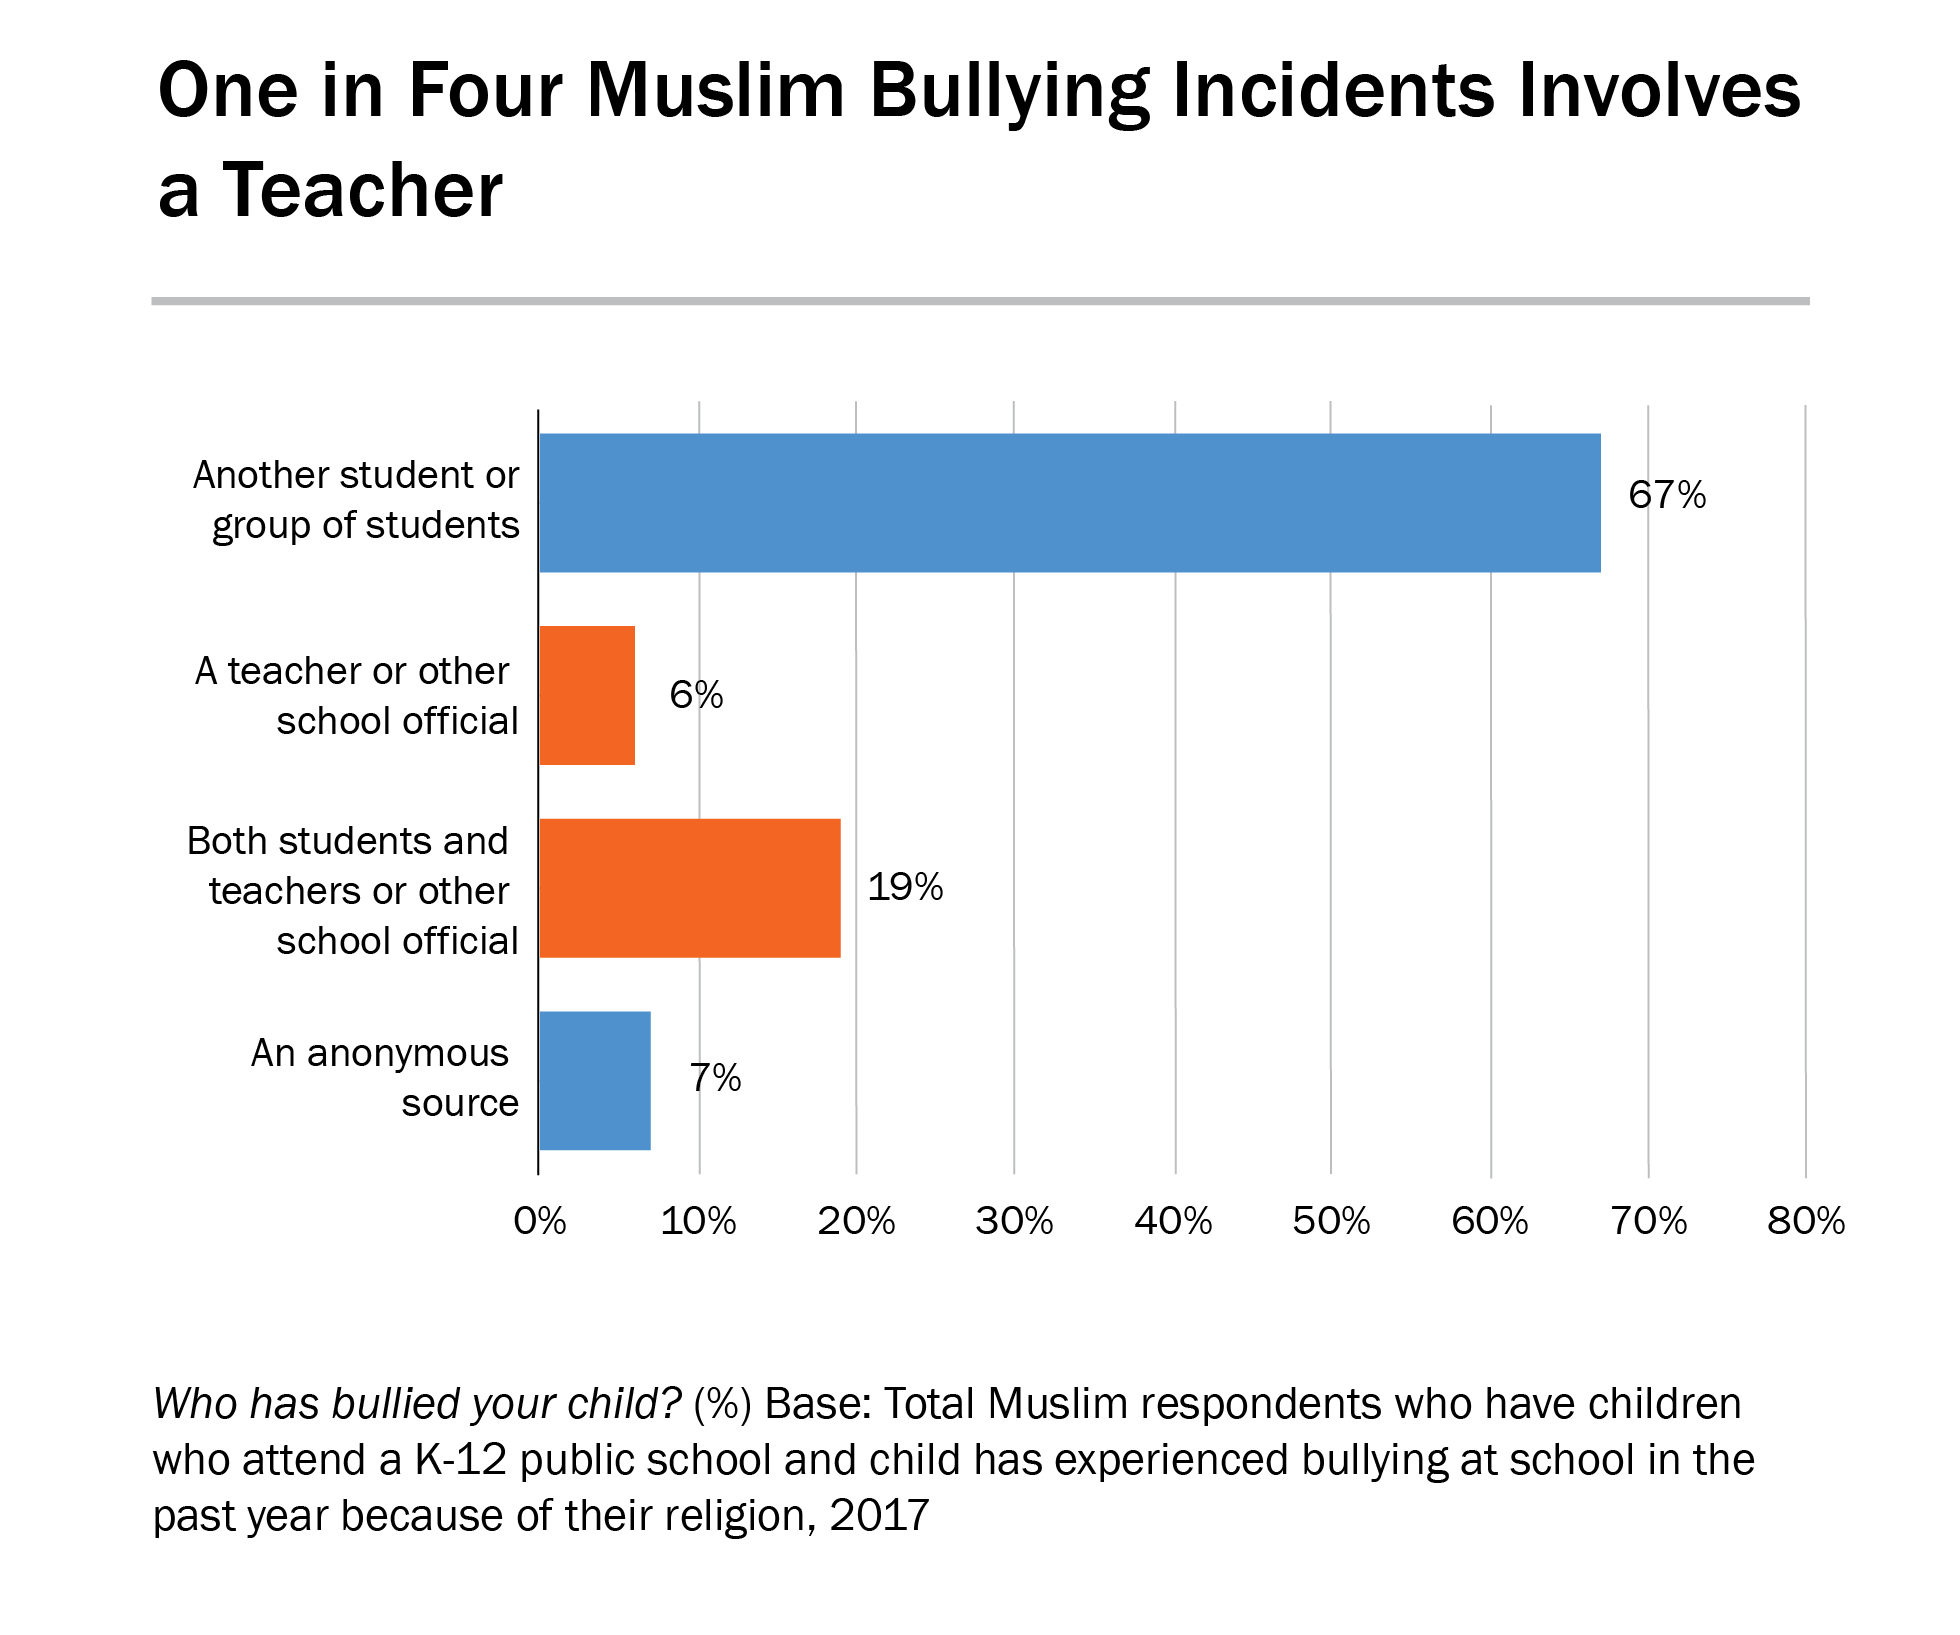 One in Four Muslim Bullying Incidents Involves
a Teacher
Another student or
group of students
67%
A teacher or other
school official
6%
Both students and
teachers or other
school official
19%
An anonymous
source
7%
0% 10% 20% 30% 40% 50% 60% 70% 80%
Who has bullied your child? (%) Base: Total Muslim respondents who have children
who attend a K-12 public school and child has experienced bullying at school in the
past year because of their religion, 2017